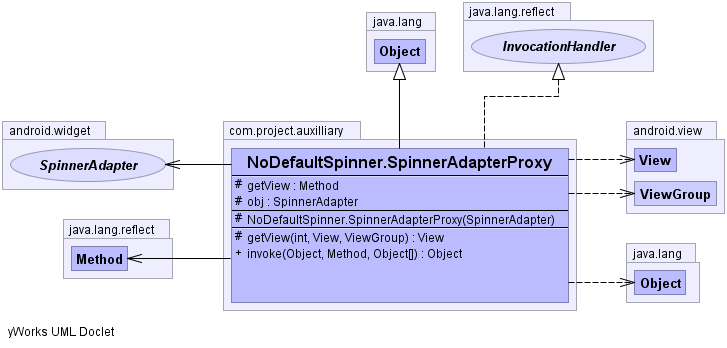 java.lang
Object
java.lang.reflect
InvocationHandler
android.widget
SpinnerAdapter
com.project.auxilliary
NoDefaultSpinner.SpinnerAdapterProxy
# getView : Method
# obj : SpinnerAdapter
# NoDefaultSpinner.SpinnerAdapterProxy(SpinnerAdapter)
# getView(int, View, ViewGroup) : View
+ invoke(Object, Method, Object[]) : Object
android.view
View
ViewGroup
java.lang.reflect
Method
java.lang
Object
yWorks UML Doclet